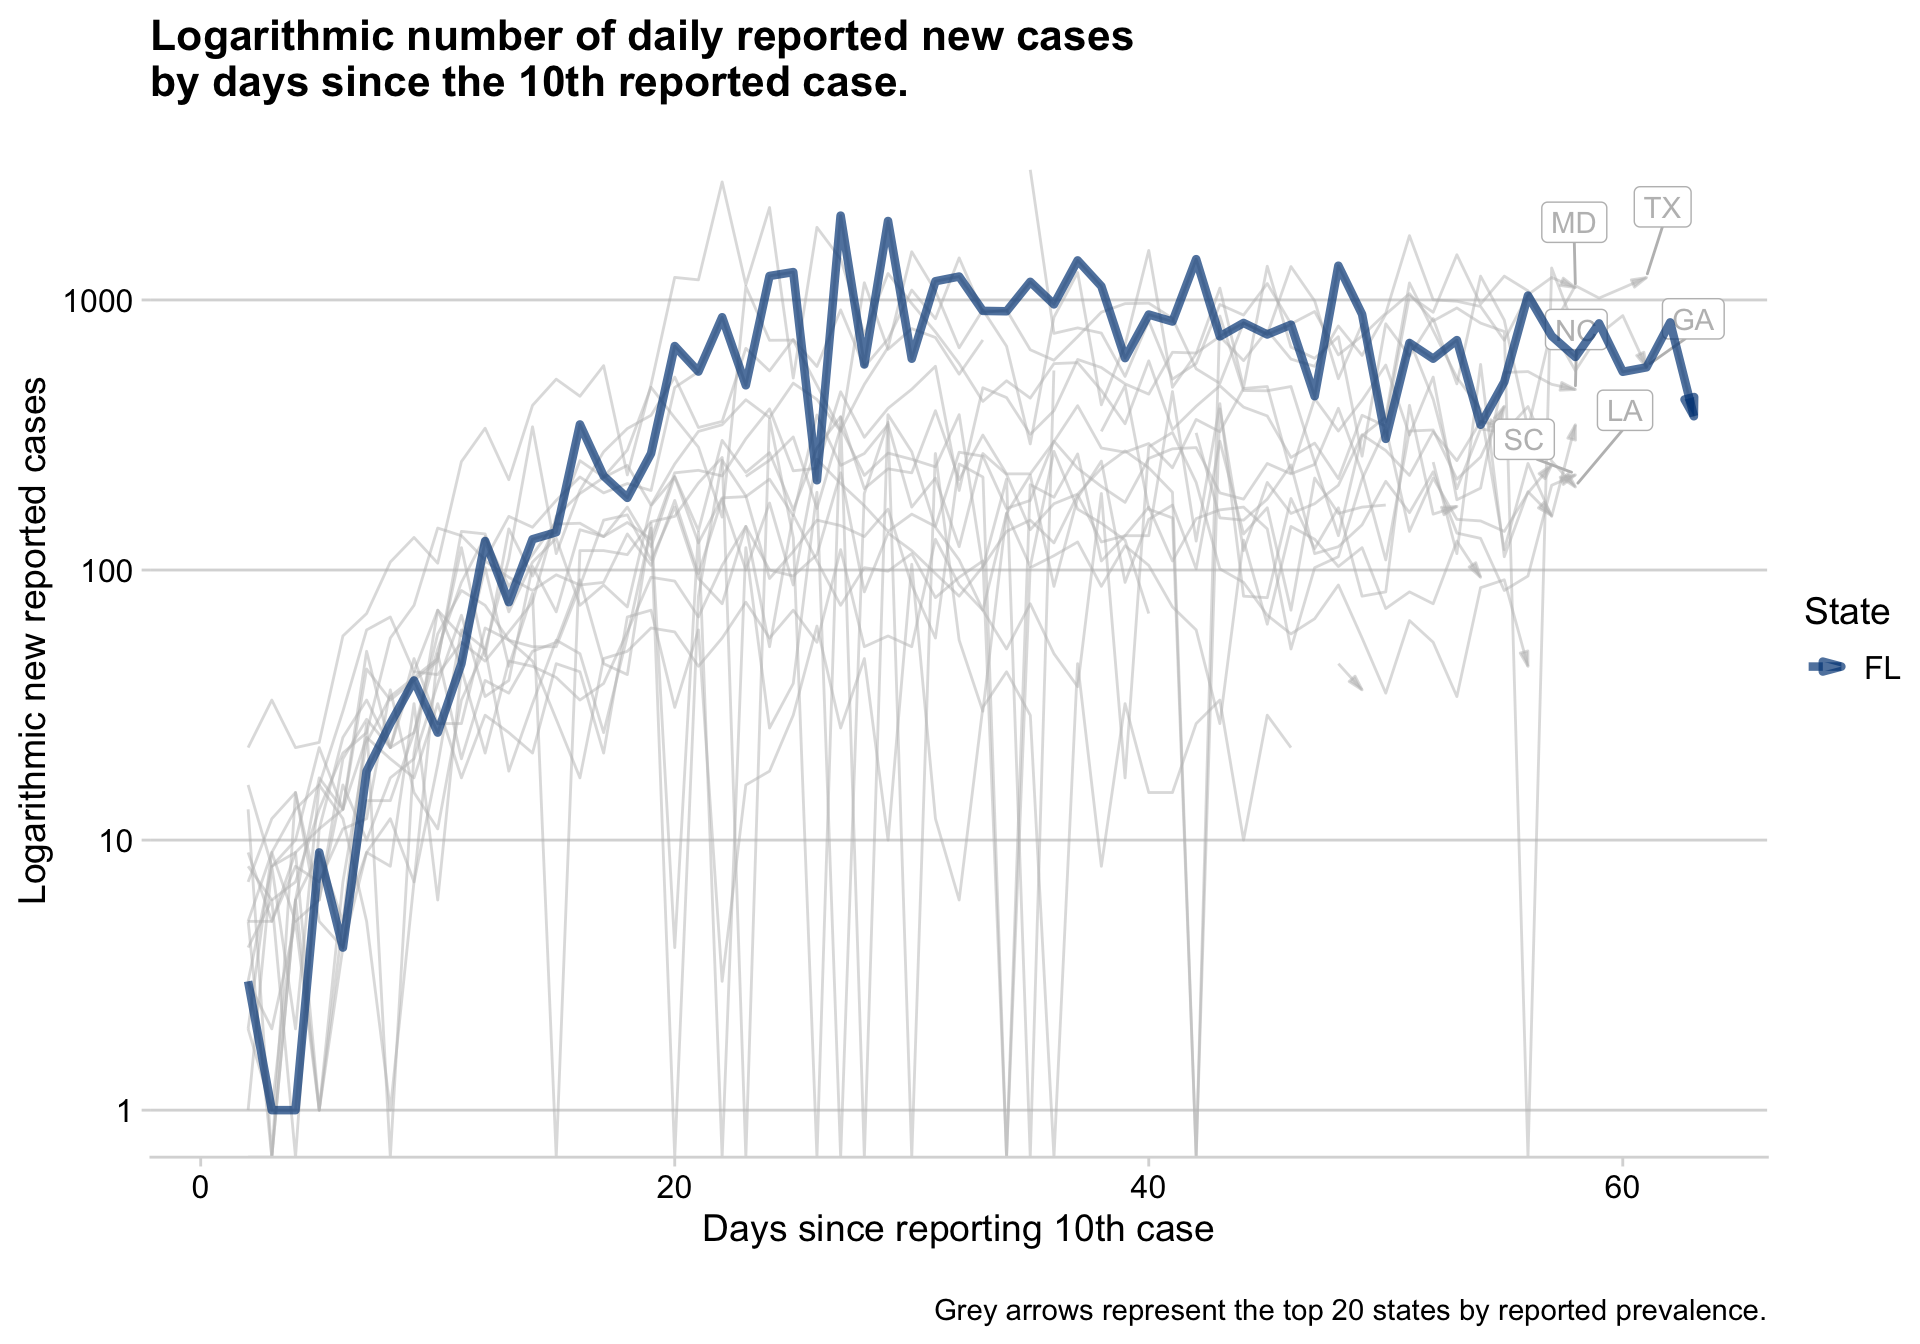 Logarithmic number of daily reported new cases
by days since the 10th reported case.
Logarithmic new reported cases
1000
100
10
1
MD
TX
NC
GA
LA
SC
State
FL
0
20
40
60
Days since reporting 10th case
Grey arrows represent the top 20 states by reported prevalence.